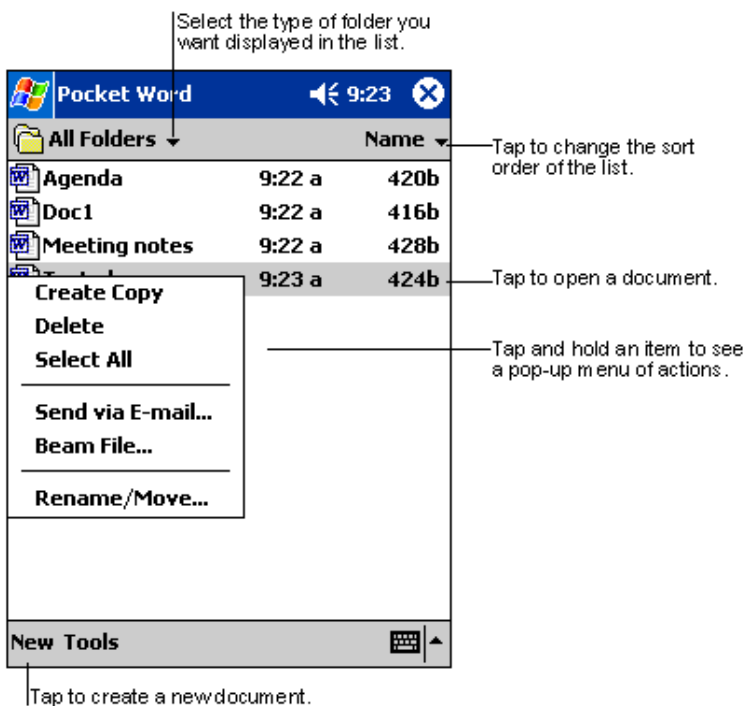 Select the type of folder you
want displayed in the list.
Pocket Word 9:23
All Folders Name
Tap to change the sort
order of the list.
Agenda 9:22 a 420b
Doc1 9:22 a 416b
Meeting notes 9:22 a 428b
9:23 a 424b
Tap to open a document.
Create Copy
Delete
Select All
Tap and hold an item to see
a pop-up menu of actions.
Send via E-mail...
Beam File...
Rename/Move...
New Tools
Tap to create a new document.